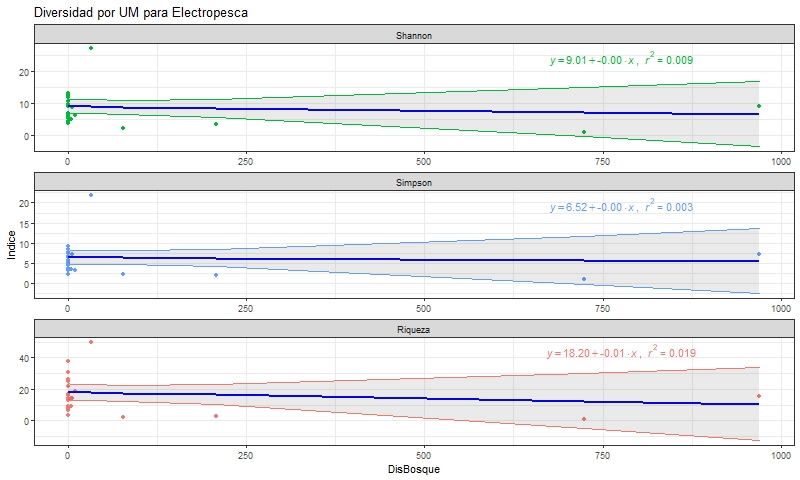 Diversidad por UM para Electropesca
Shannon
y = 9.01 + -0.00 · x , r² = 0.009
20
10
0
0 250 500 750 1000
Simpson
y = 6.52 + -0.00 · x , r² = 0.003
20
15
10
5
0
Indice
0 250 500 750 1000
Riqueza
y = 18.20 + -0.01 · x , r² = 0.019
40
20
0
0 250 500 750 1000
DisBosque